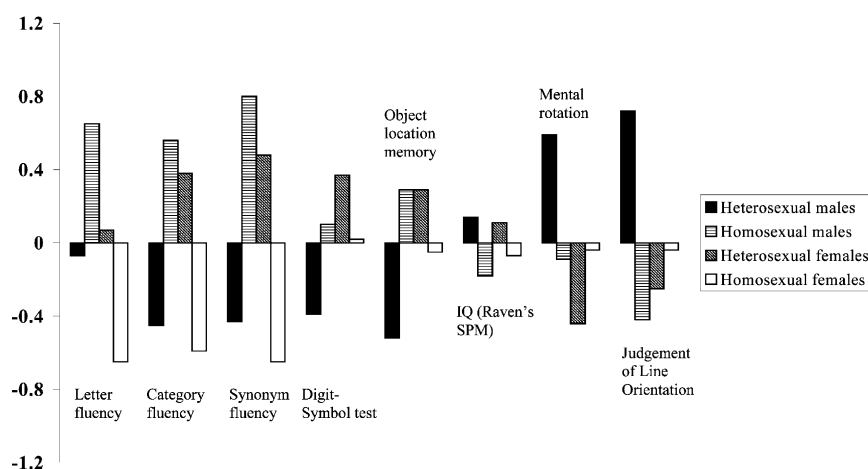 1.2
0.8
0.4
0
-0.4
-0.8
-1.2
Letter
fluency
Category
fluency
Synonym
fluency
Digit-
Symbol test
Object
location
memory
IQ (Raven's
SPM)
Mental
rotation
Judgement
of Line
Orientation
Heterosexual males
Homosexual males
Heterosexual females
Homosexual females